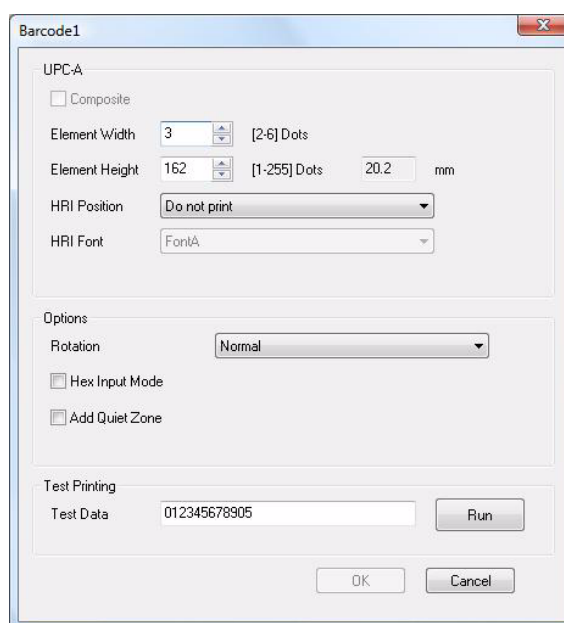 Barcode1
UPC-A
Composite
Element Width 3 [2-6] Dots
Element Height 162 [1-255] Dots 20.2 mm
HRI Position Do not print
HRI Font FontA
Options
Rotation Normal
Hex Input Mode
Add Quiet Zone
Test Printing
Test Data 012345678905 Run
OK Cancel